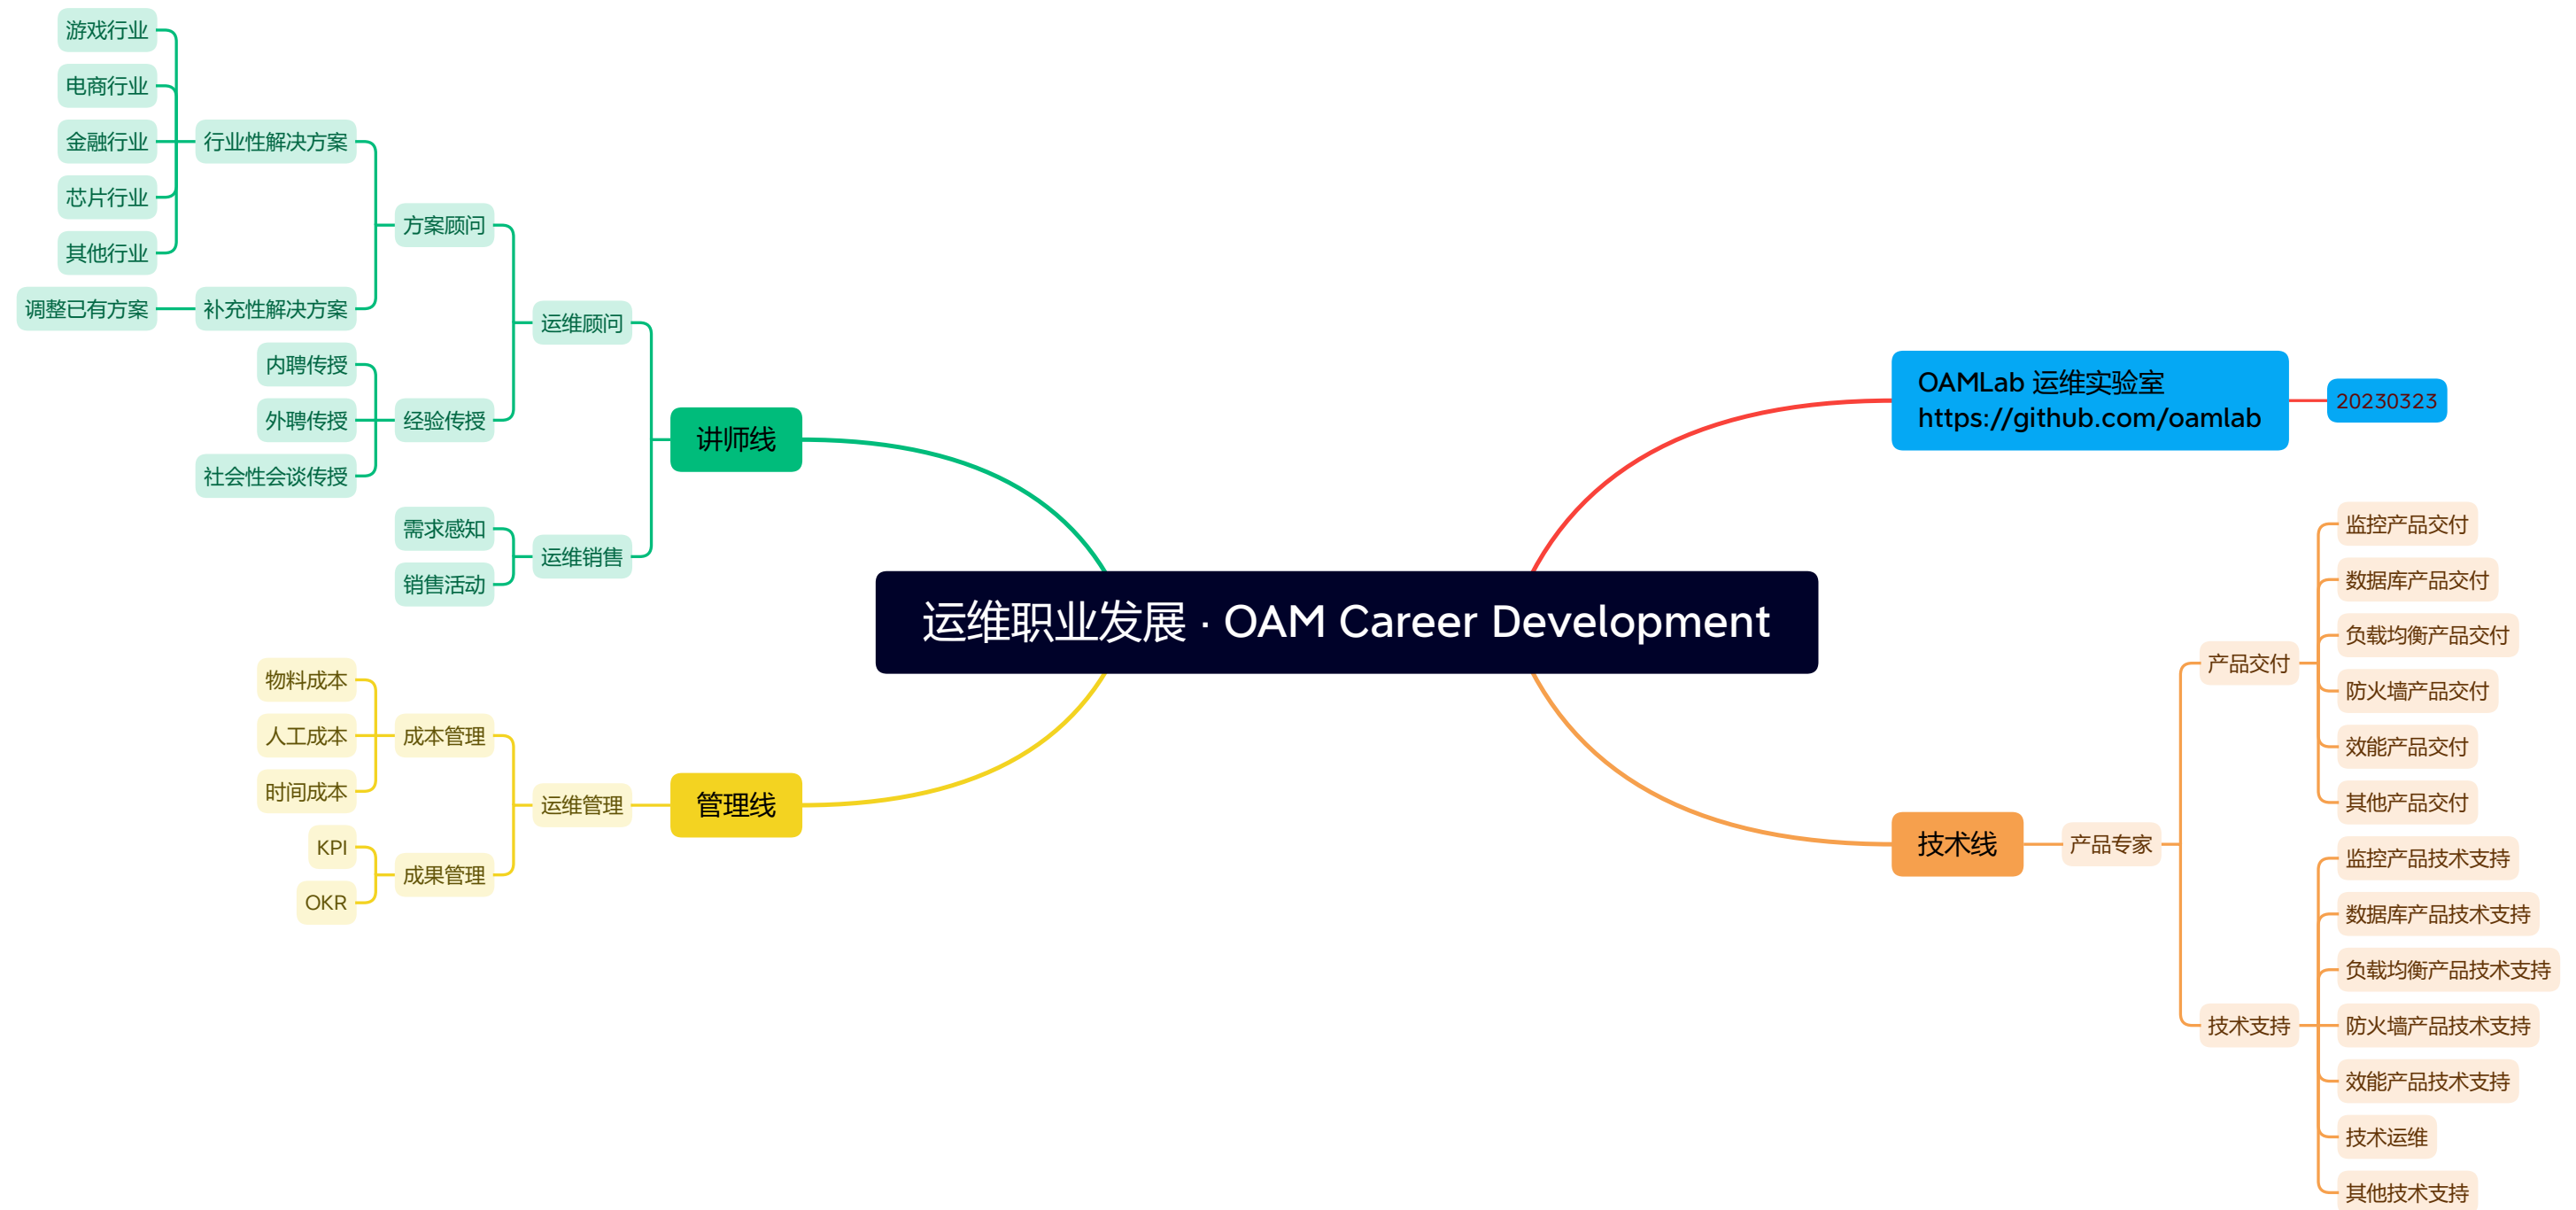 运维职业发展 · OAM Career Development
OAMLab 运维实验室
https://github.com/oamlab
20230323
技术线
产品专家
产品交付
监控产品交付
数据库产品交付
负载均衡产品交付
防火墙产品交付
效能产品交付
其他产品交付
技术支持
监控产品技术支持
数据库产品技术支持
负载均衡产品技术支持
防火墙产品技术支持
效能产品技术支持
技术运维
其他技术支持
讲师线
运维顾问
方案顾问
行业性解决方案
游戏行业
电商行业
金融行业
芯片行业
其他行业
补充性解决方案
调整已有方案
经验传授
内聘传授
外聘传授
社会性会谈传授
运维销售
需求感知
销售活动
管理线
运维管理
成本管理
物料成本
人工成本
时间成本
成果管理
KPI
OKR